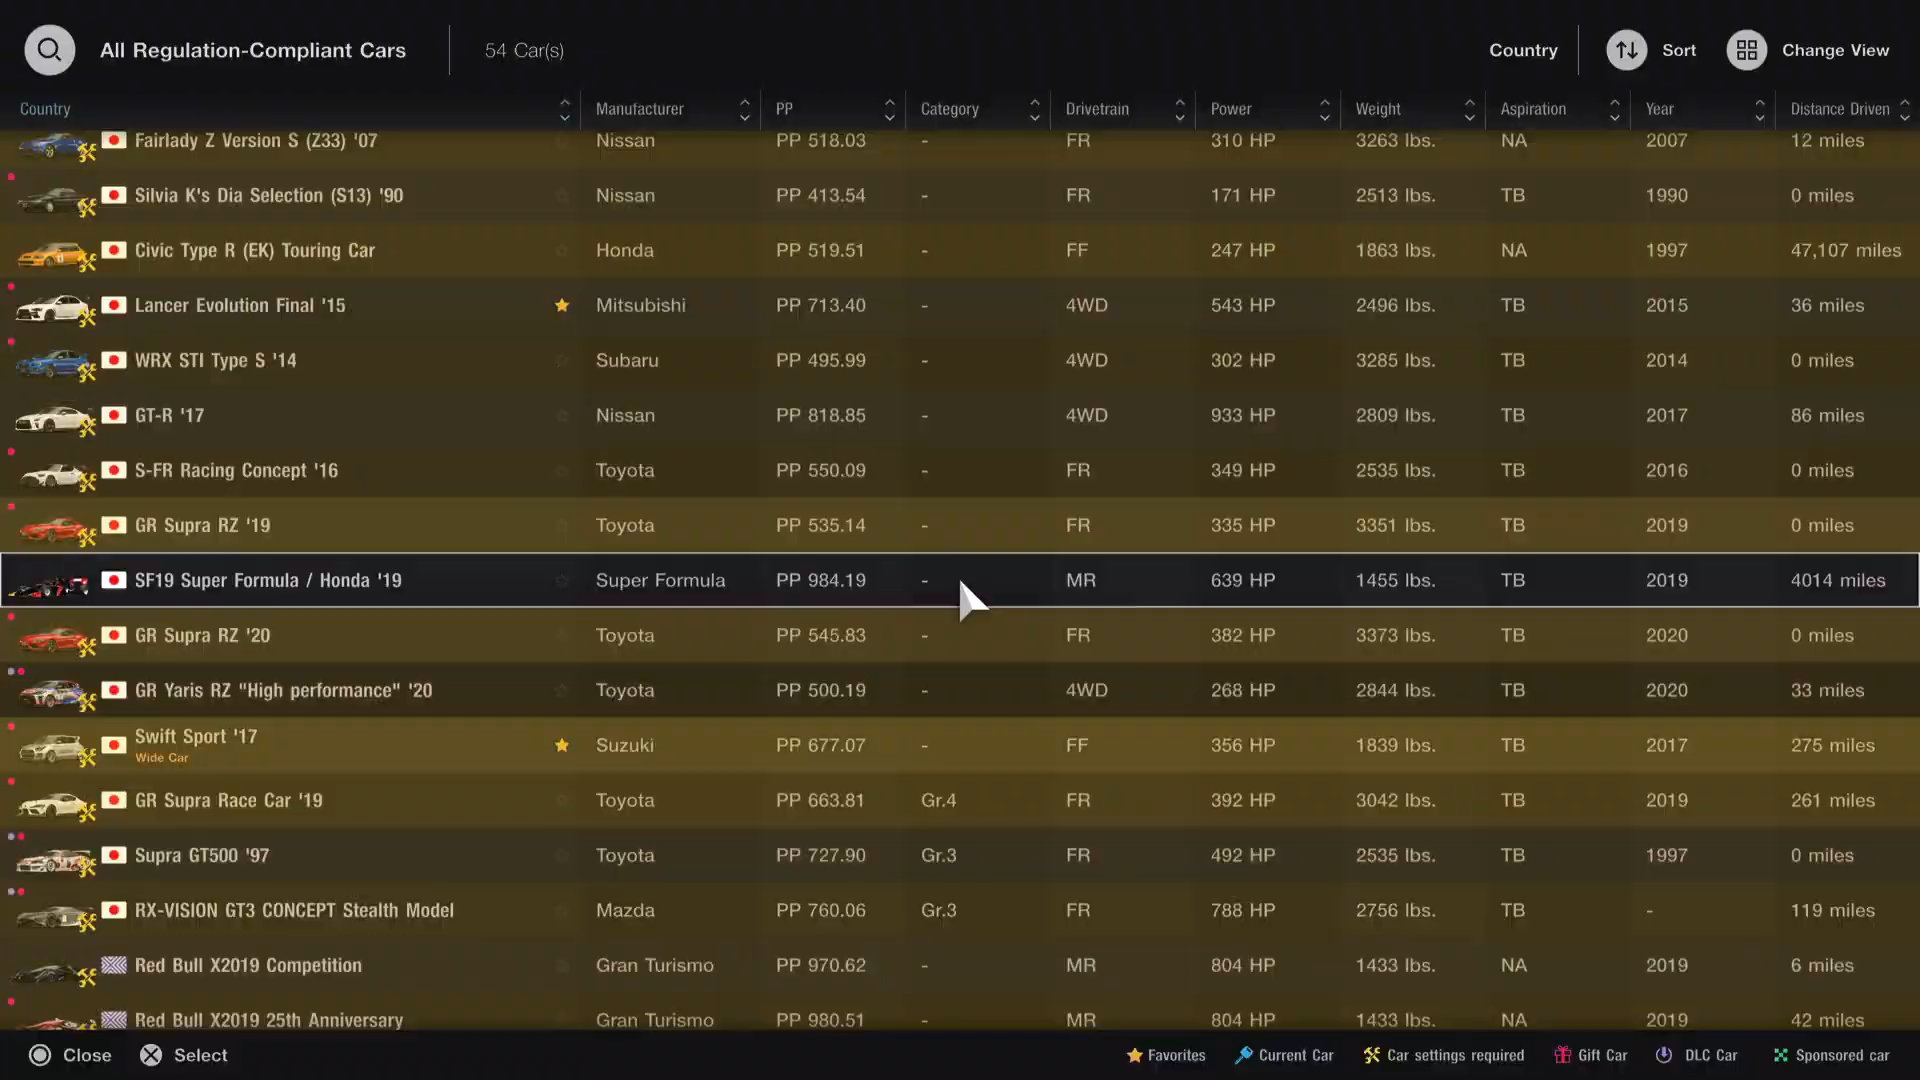 All Regulation-Compliant Cars 54 Car(s) Country Sort Change View
Country Manufacturer PP Category Drivetrain Power Weight Aspiration Year Distance Driven
Fairlady Z Version S (Z33) '07 Nissan PP 518.03 - FR 310 HP 3263 lbs. NA 2007 12 miles
Silvia K's Dia Selection (S13) '90 Nissan PP 413.54 - FR 171 HP 2513 lbs. TB 1990 0 miles
Civic Type R (EK) Touring Car Honda PP 519.51 - FF 247 HP 1863 lbs. NA 1997 47,107 miles
Lancer Evolution Final '15 Mitsubishi PP 713.40 - 4WD 543 HP 2496 lbs. TB 2015 36 miles
WRX STI Type S '14 Subaru PP 495.99 - 4WD 302 HP 3285 lbs. TB 2014 0 miles
GT-R '17 Nissan PP 818.85 - 4WD 933 HP 2809 lbs. TB 2017 86 miles
S-FR Racing Concept '16 Toyota PP 550.09 - FR 349 HP 2535 lbs. TB 2016 0 miles
GR Supra RZ '19 Toyota PP 535.14 - FR 335 HP 3351 lbs. TB 2019 0 miles
SF19 Super Formula / Honda '19 Super Formula PP 984.19 - MR 639 HP 1455 lbs. TB 2019 4014 miles
GR Supra RZ '20 Toyota PP 545.83 - FR 382 HP 3373 lbs. TB 2020 0 miles
GR Yaris RZ "High performance" '20 Toyota PP 500.19 - 4WD 268 HP 2844 lbs. TB 2020 33 miles
Swift Sport '17 Suzuki PP 677.07 - FF 356 HP 1839 lbs. TB 2017 275 miles
Wide Car
GR Supra Race Car '19 Toyota PP 663.81 Gr.4 FR 392 HP 3042 lbs. TB 2019 261 miles
Supra GT500 '97 Toyota PP 727.90 Gr.3 FR 492 HP 2535 lbs. TB 1997 0 miles
RX-VISION GT3 CONCEPT Stealth Model Mazda PP 760.06 Gr.3 FR 788 HP 2756 lbs. TB - 119 miles
Red Bull X2019 Competition Gran Turismo PP 970.62 - MR 804 HP 1433 lbs. NA 2019 6 miles
Red Bull X2019 25th Anniversary Gran Turismo PP 980.51 - MR 804 HP 1433 lbs. NA 2019 42 miles
Close Select Favorites Current Car Car settings required Gift Car DLC Car Sponsored car